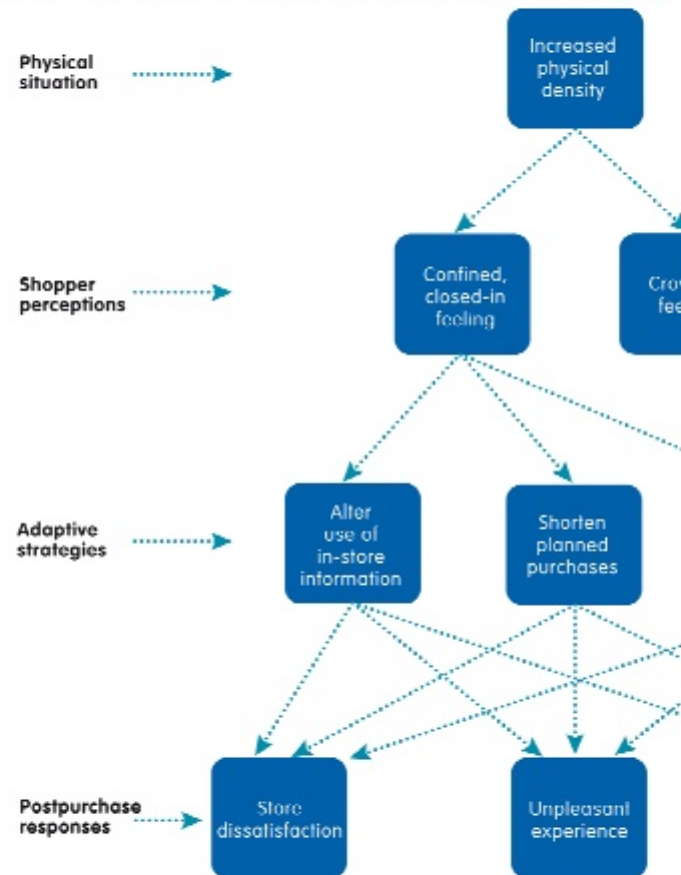 Physical
situation
Increased
physical
density
Shopper
perceptions
Confined,
closed-in
feeling
Adaptive
strategies
Alter
use of
in-store
information
Shorten
planned
purchases
Postpurchase
responses
Store
dissatisfaction
Unpleasant
experience